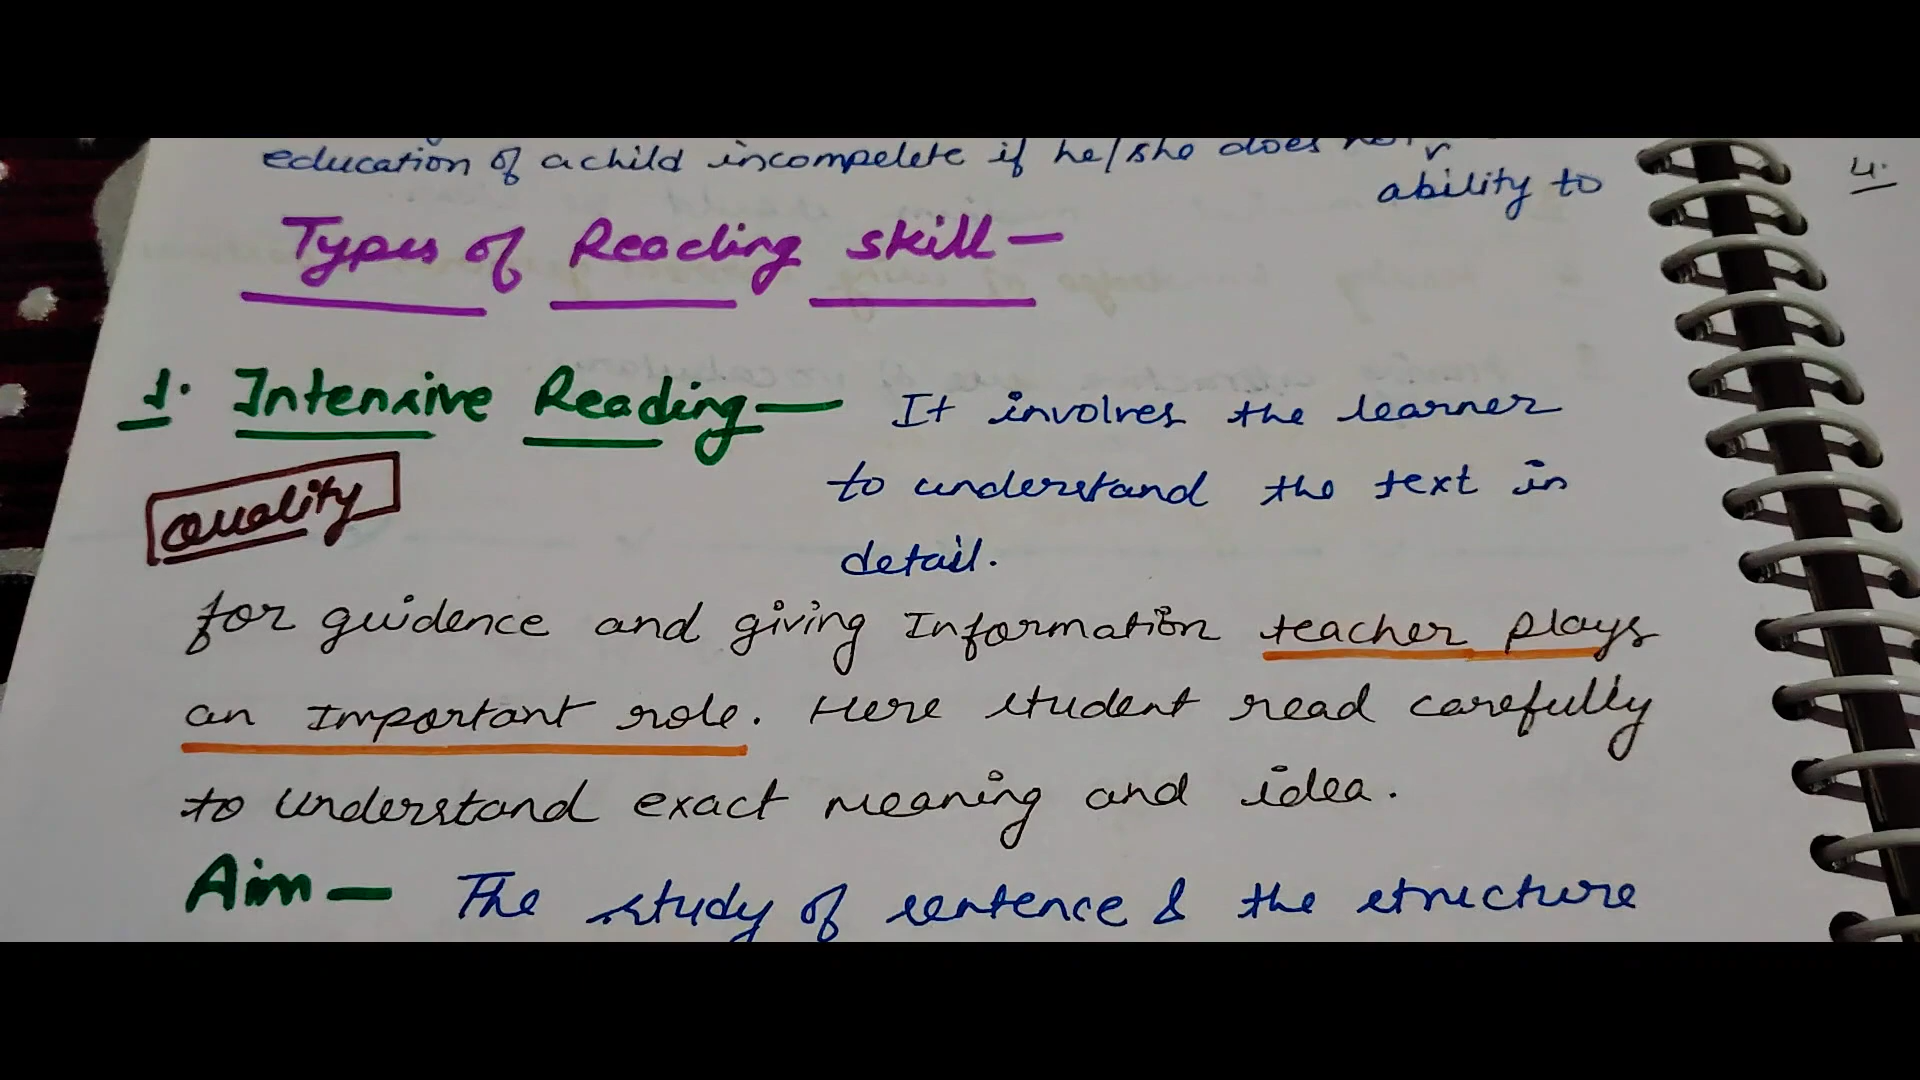 education of a child incompelete if he/she does
ability to
4.
Types of Reading skill-
1. Intensive Reading- It involves the learner
Quality
to understand the text in
detail.
for guidence and giving Information teacher plays
an Important role. Here student read carefully
to understand exact meaning and idea.
Aim- The study of sentence & the structure